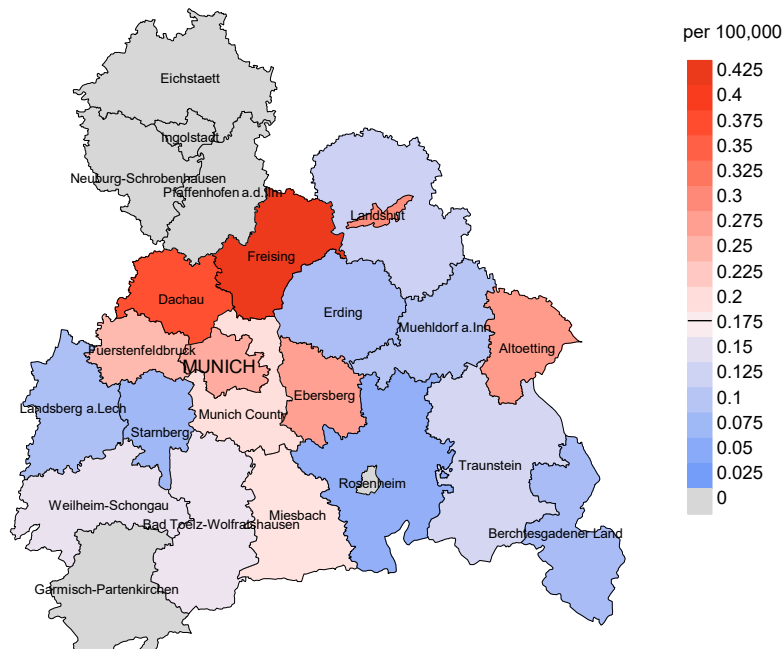 per 100,000
0.425
0.4
0.375
0.35
0.325
0.3
0.275
0.25
0.225
0.2
0.175
0.15
0.125
0.1
0.075
0.05
0.025
0
Eichstaett
Ingolstadt
Neuburg-Schrobenhausen
Pfaffenhofen a.d.Ilm
Landshut
Freising
Dachau
Erding
Muehldorf a.Inn
Altoetting
Fuerstenfeldbruck
MUNICH
Ebersberg
Landsberg a.Lech
Munich County
Starnberg
Traunstein
Rosenheim
Weilheim-Schongau
Miesbach
Bad Toelz-Wolfratshausen
Berchtesgadener Land
Garmisch-Partenkirchen